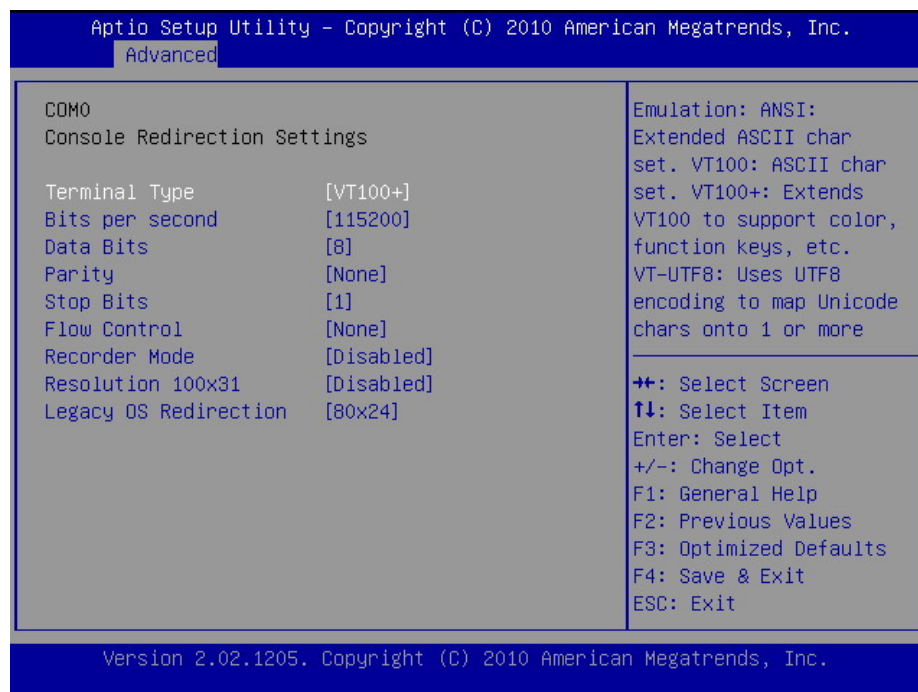 Aptio Setup Utility – Copyright (C) 2010 American Megatrends, Inc.
Advanced
COM0
Console Redirection Settings
Terminal Type [VT100+]
Bits per second [115200]
Data Bits [8]
Parity [None]
Stop Bits [1]
Flow Control [None]
Recorder Mode [Disabled]
Resolution 100x31 [Disabled]
Legacy OS Redirection [80x24]
Emulation: ANSI:
Extended ASCII char
set. VT100: ASCII char
set. VT100+: Extends
VT100 to support color,
function keys, etc.
VT-UTF8: Uses UTF8
encoding to map Unicode
chars onto 1 or more
→←: Select Screen
↑↓: Select Item
Enter: Select
+/-: Change Opt.
F1: General Help
F2: Previous Values
F3: Optimized Defaults
F4: Save & Exit
ESC: Exit
Version 2.02.1205. Copyright (C) 2010 American Megatrends, Inc.